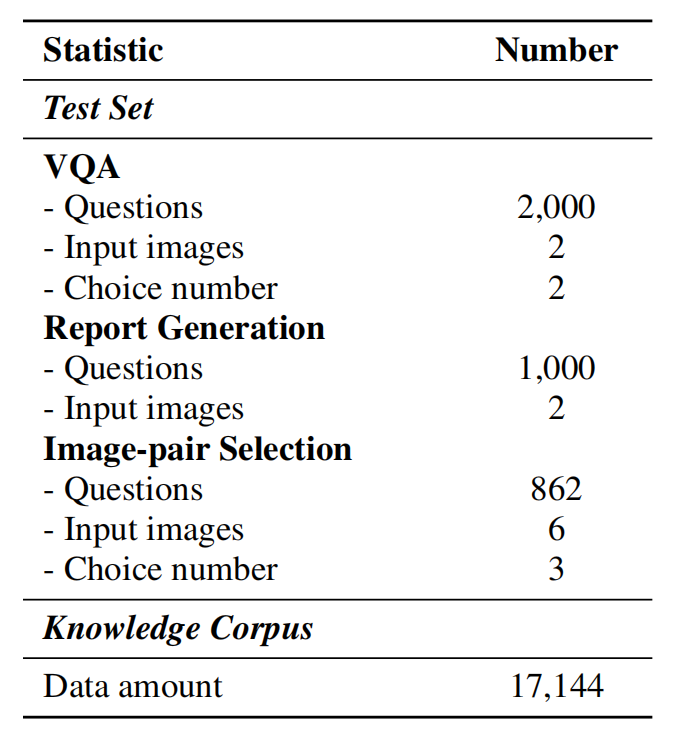 Statistic Number
Test Set
VQA
- Questions 2,000
- Input images 2
- Choice number 2
Report Generation
- Questions 1,000
- Input images 2
Image-pair Selection
- Questions 862
- Input images 6
- Choice number 3
Knowledge Corpus
Data amount 17,144